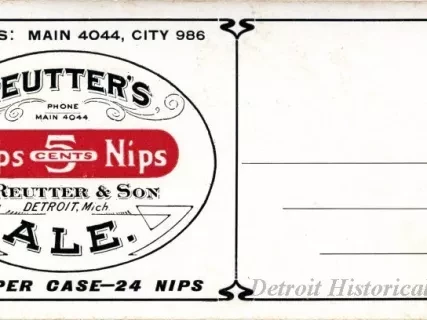 S: MAIN 4044, CITY 986
EUTTER'S
PHONE
MAIN 4044
ps 5 CENTS Nips
REUTTER & SON
DETROIT, Mich.
ALE.
PER CASE—24 NIPS
Detroit Historical